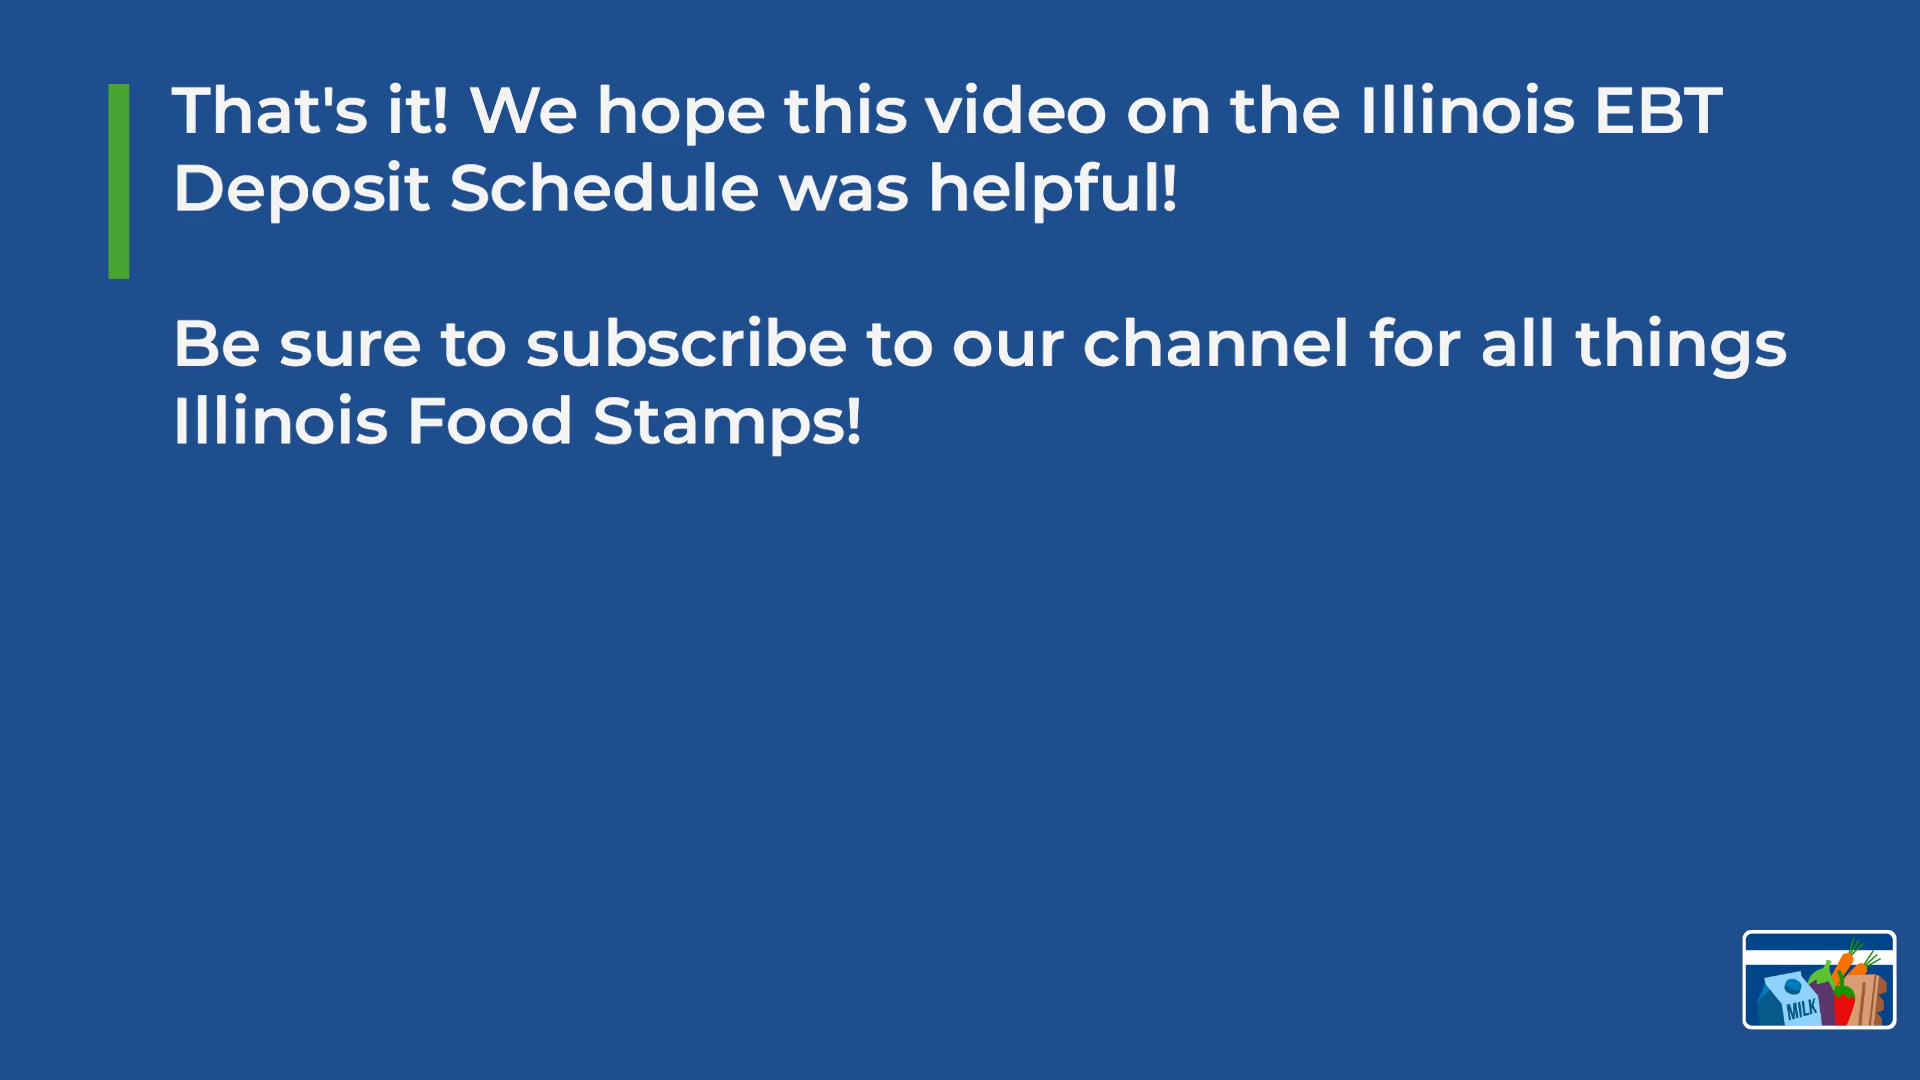 That's it! We hope this video on the Illinois EBT
Deposit Schedule was helpful!
Be sure to subscribe to our channel for all things
Illinois Food Stamps!
MILK